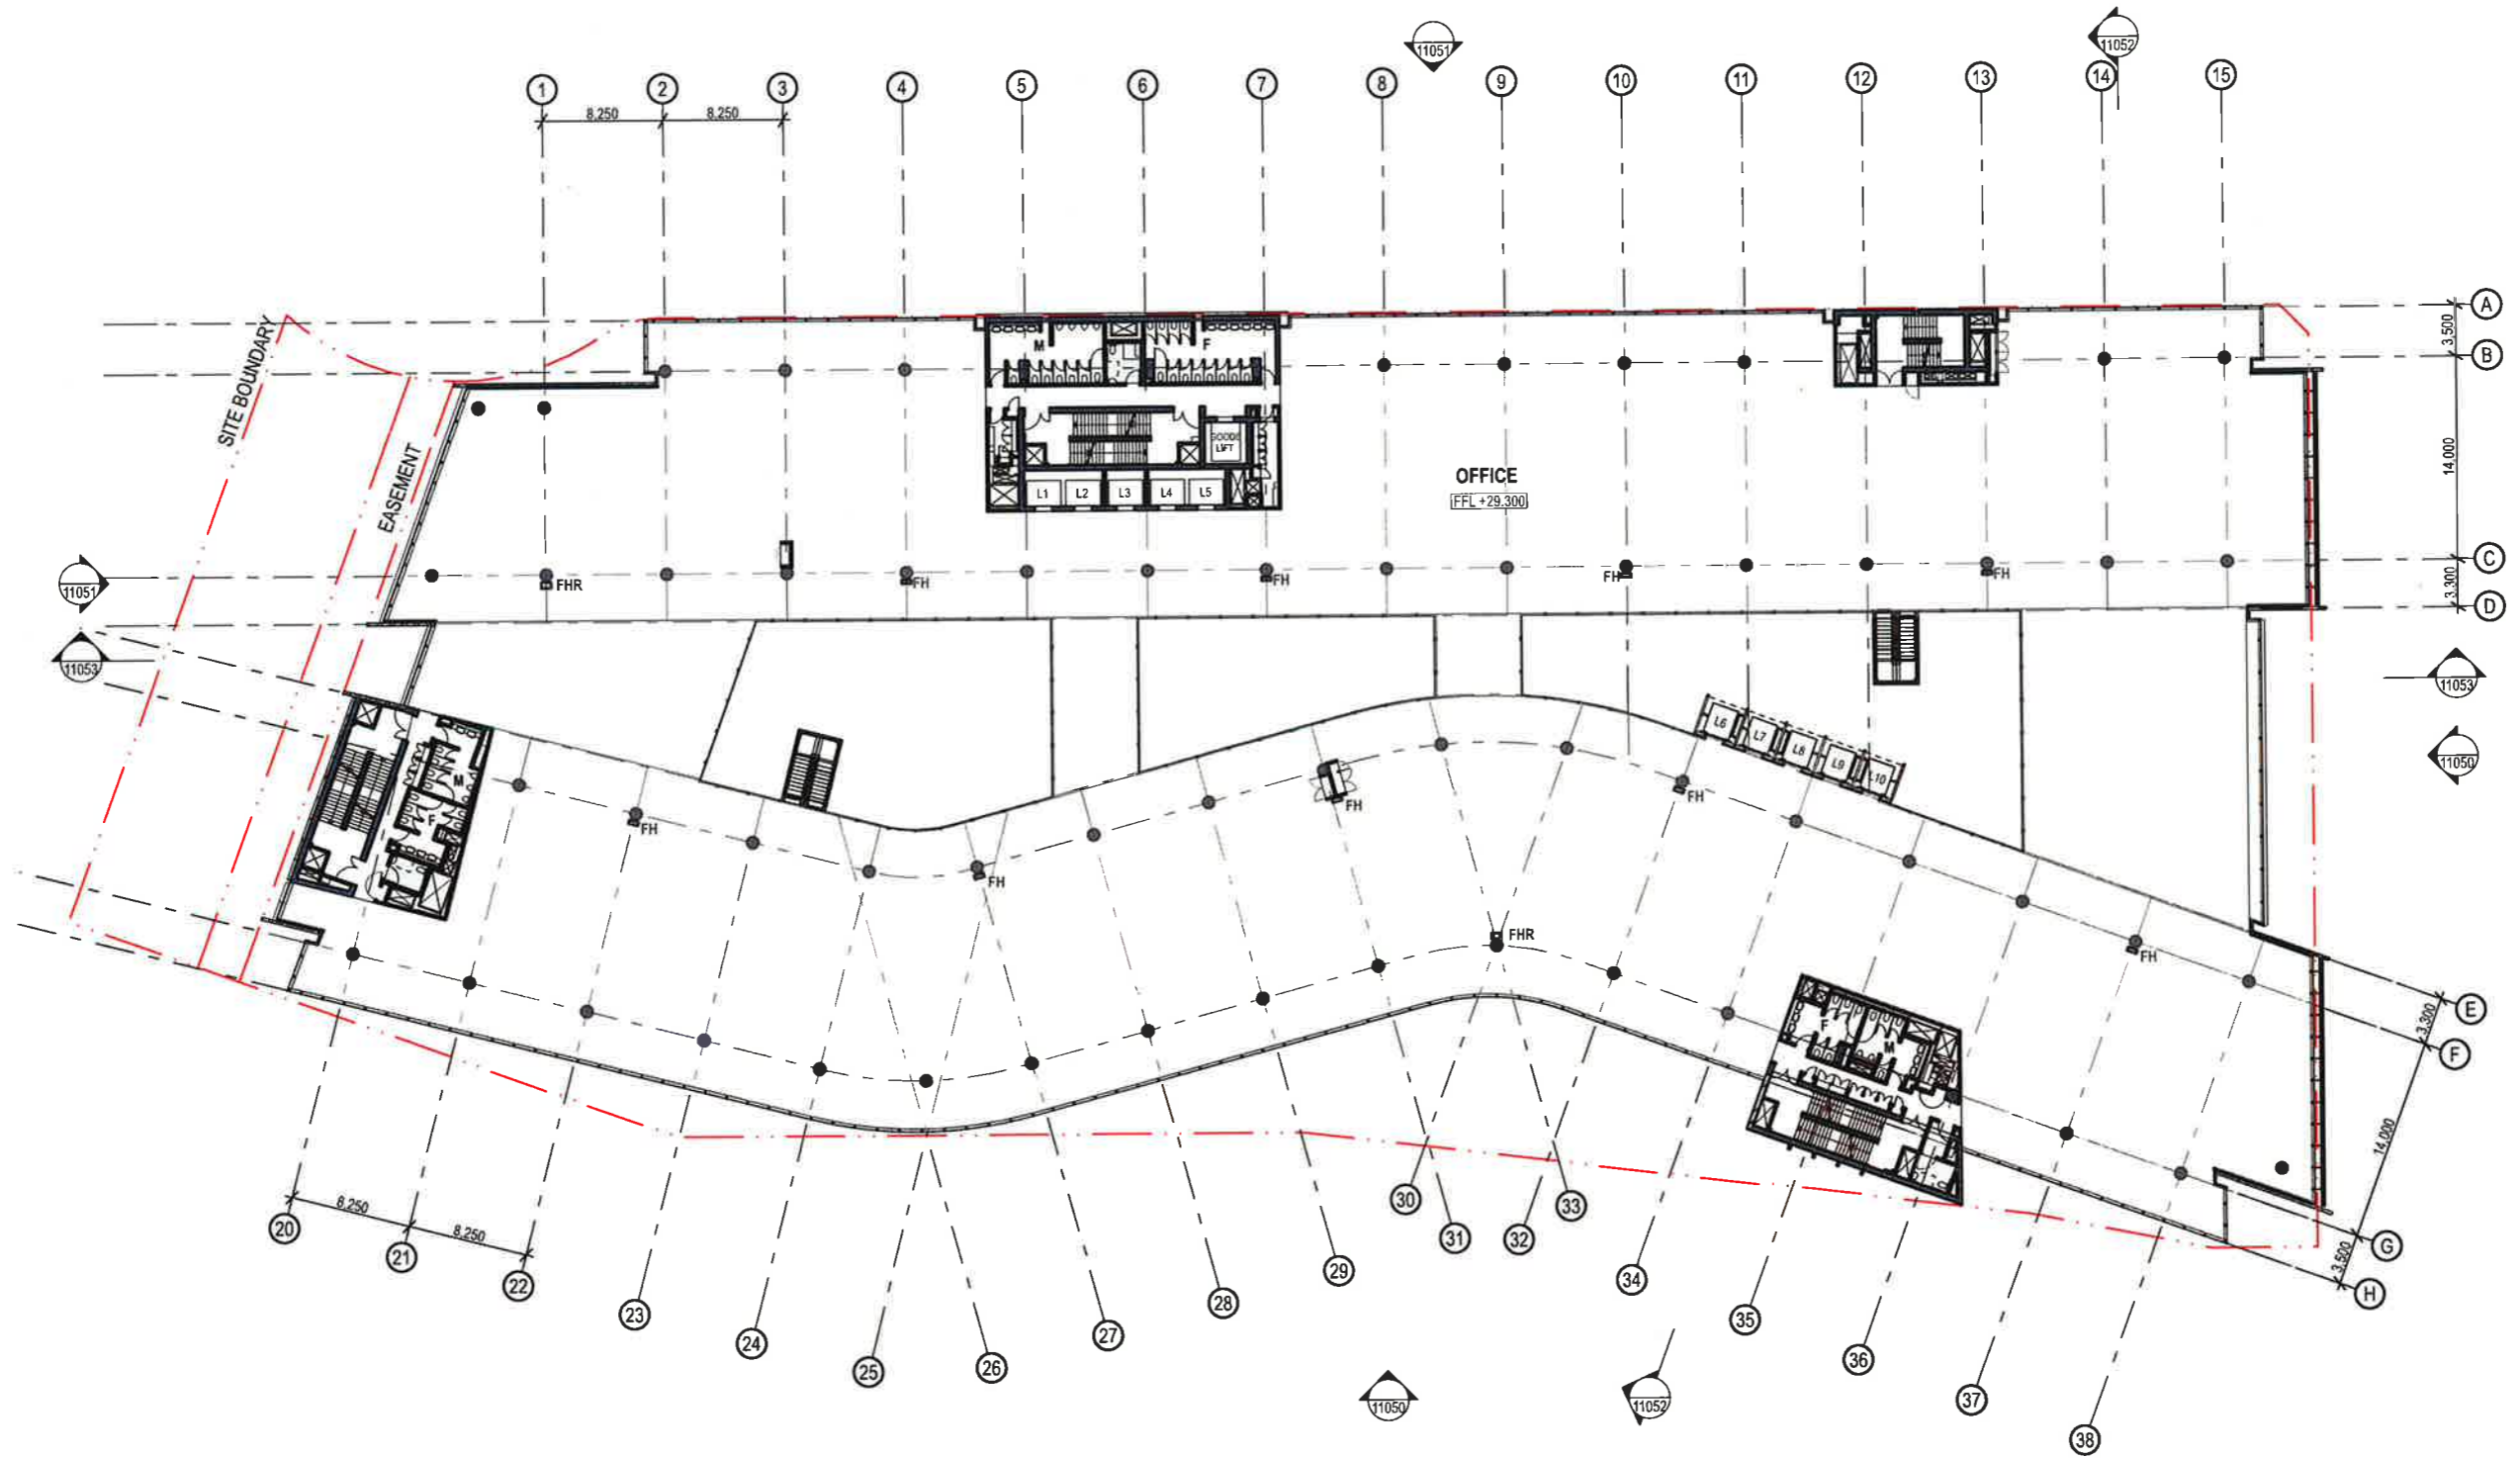 11051
11052
1
2
3
4
5
6
7
8
9
10
11
12
13
14
15
8,250
8,250
A
3,500
B
SITE BOUNDARY
M
F
EASEMENT
GOODS
LIFT
OFFICE
FFL +29.300
14,000
L1
L2
L3
L4
L5
C
11051
FHR
FH
FH
FH
FH
3,300
D
11053
11053
L6
L7
L8
L9
L10
11050
M
F
FH
FH
FH
FH
FHR
FH
E
3,300
F
F
M
14,000
G
3,500
H
8,250
8,250
20
21
22
23
24
25
26
27
28
29
30
31
32
33
34
35
36
37
38
11050
11052